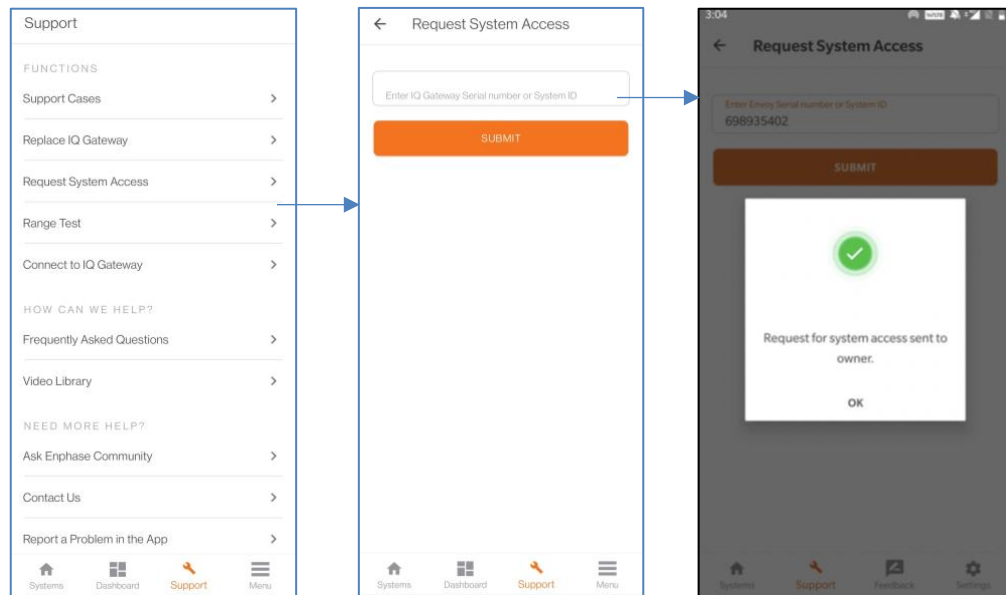 Support
FUNCTIONS
Support Cases
Replace IQ Gateway
Request System Access
Range Test
Connect to IQ Gateway
HOW CAN WE HELP?
Frequently Asked Questions
Video Library
NEED MORE HELP?
Ask Enphase Community
Contact Us
Report a Problem in the App
Systems Dashboard Support Menu
Request System Access
Enter IQ Gateway Serial number or System ID
SUBMIT
Systems Dashboard Support Menu
3:04
Request System Access
Enter Envoy Serial number or System ID
698935402
SUBMIT
Request for system access sent to
owner.
OK
Systems Support Feedback Settings